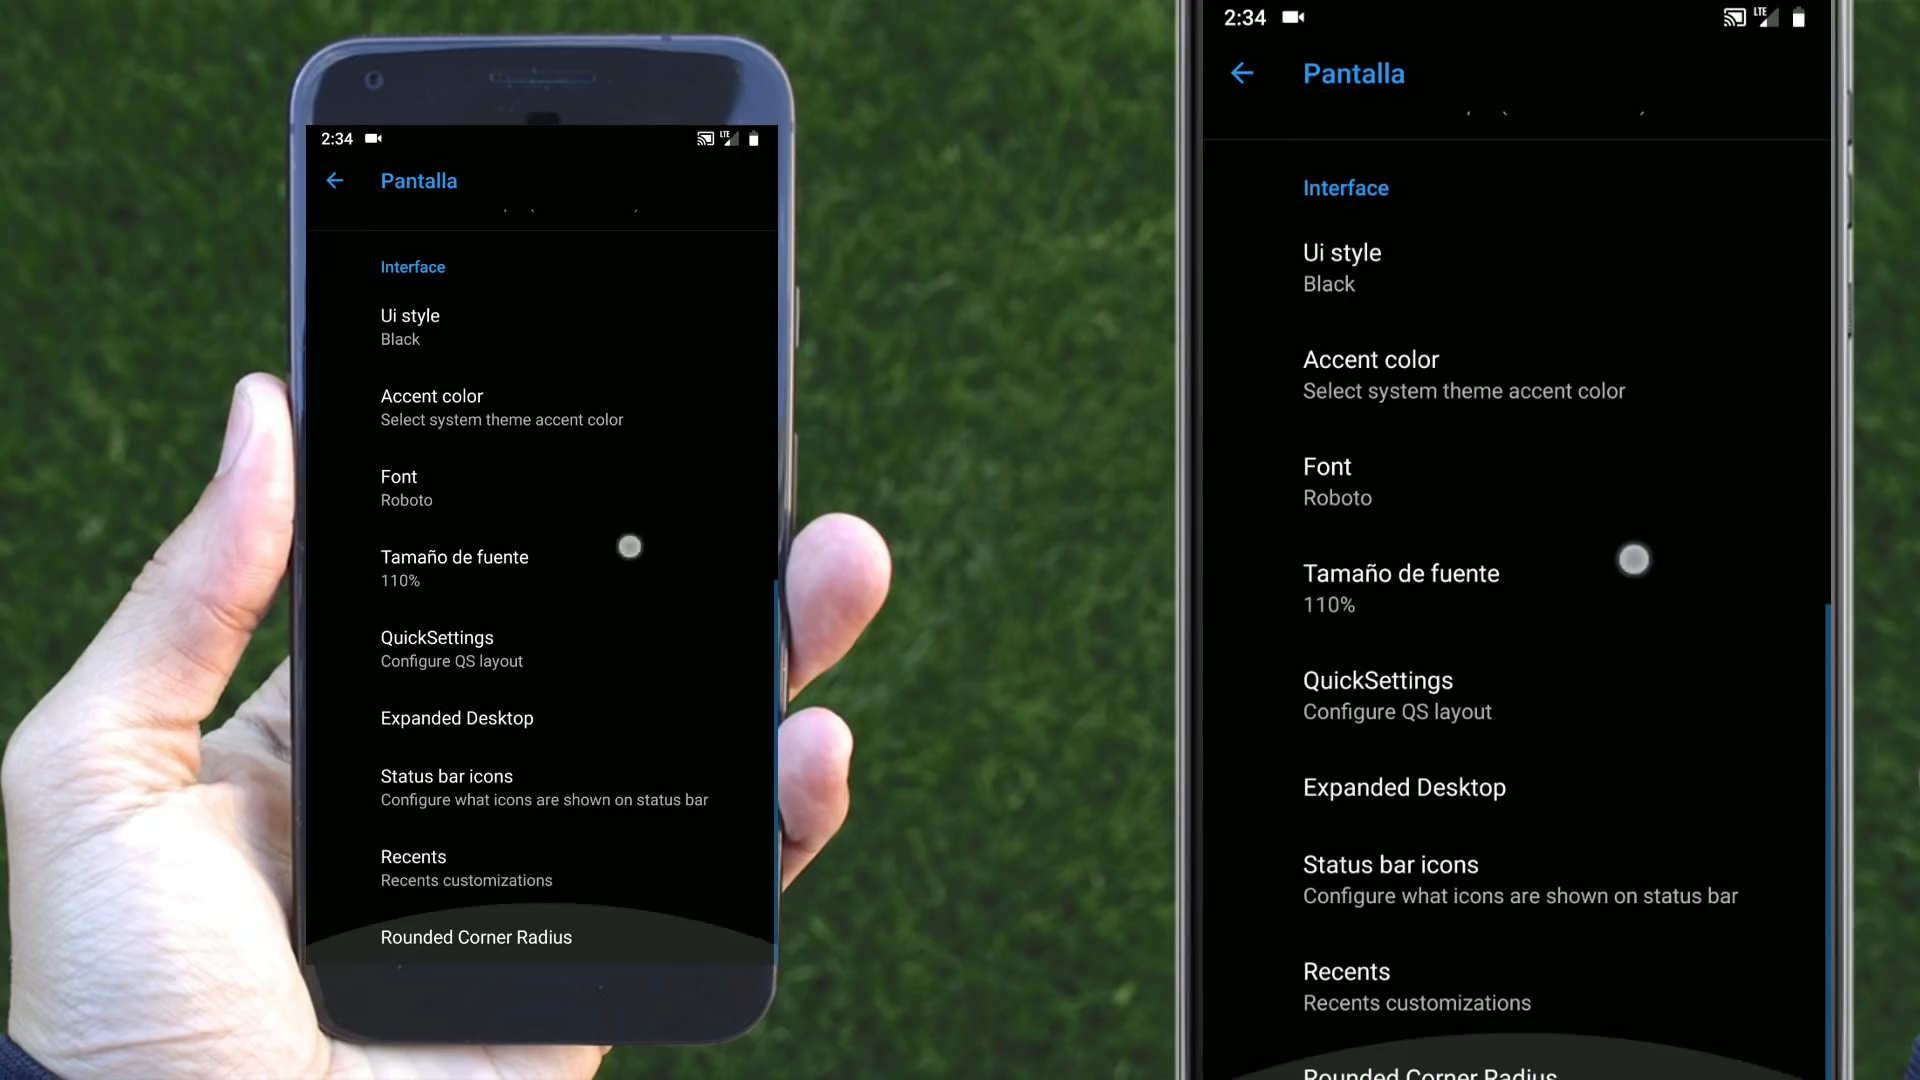 2:34
LTE
Pantalla
Interface
Ui style
Black
Accent color
Select system theme accent color
Font
Roboto
Tamaño de fuente
110%
QuickSettings
Configure QS layout
Expanded Desktop
Status bar icons
Configure what icons are shown on status bar
Recents
Recents customizations
Rounded Corner Radius
2:34
LTE
Pantalla
Interface
Ui style
Black
Accent color
Select system theme accent color
Font
Roboto
Tamaño de fuente
110%
QuickSettings
Configure QS layout
Expanded Desktop
Status bar icons
Configure what icons are shown on status bar
Recents
Recents customizations
Rounded Corner Radius